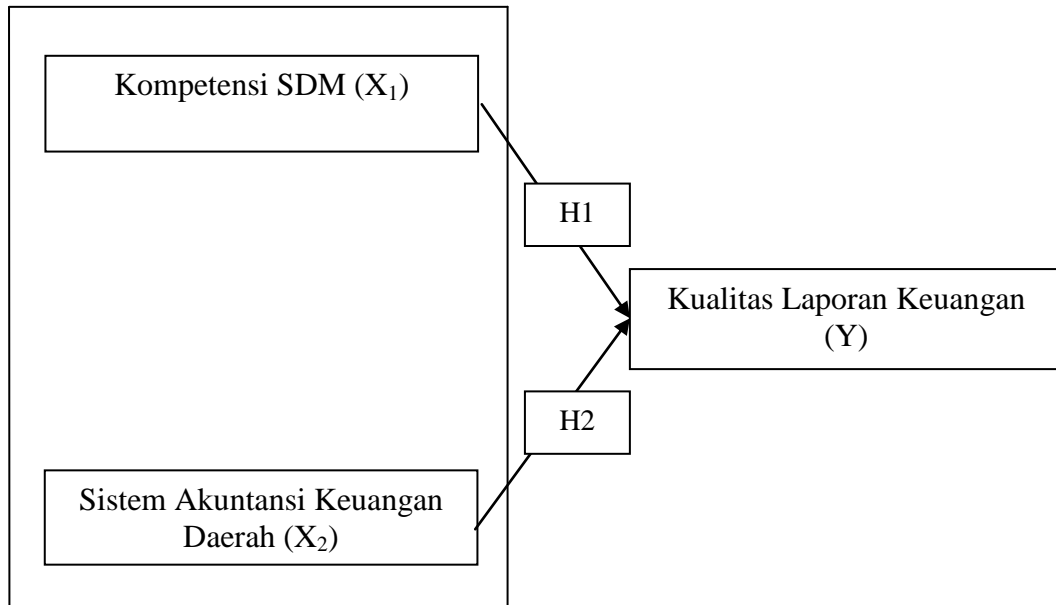 Kompetensi SDM (X₁)
H1
Kualitas Laporan Keuangan
(Y)
H2
Sistem Akuntansi Keuangan
Daerah (X₂)